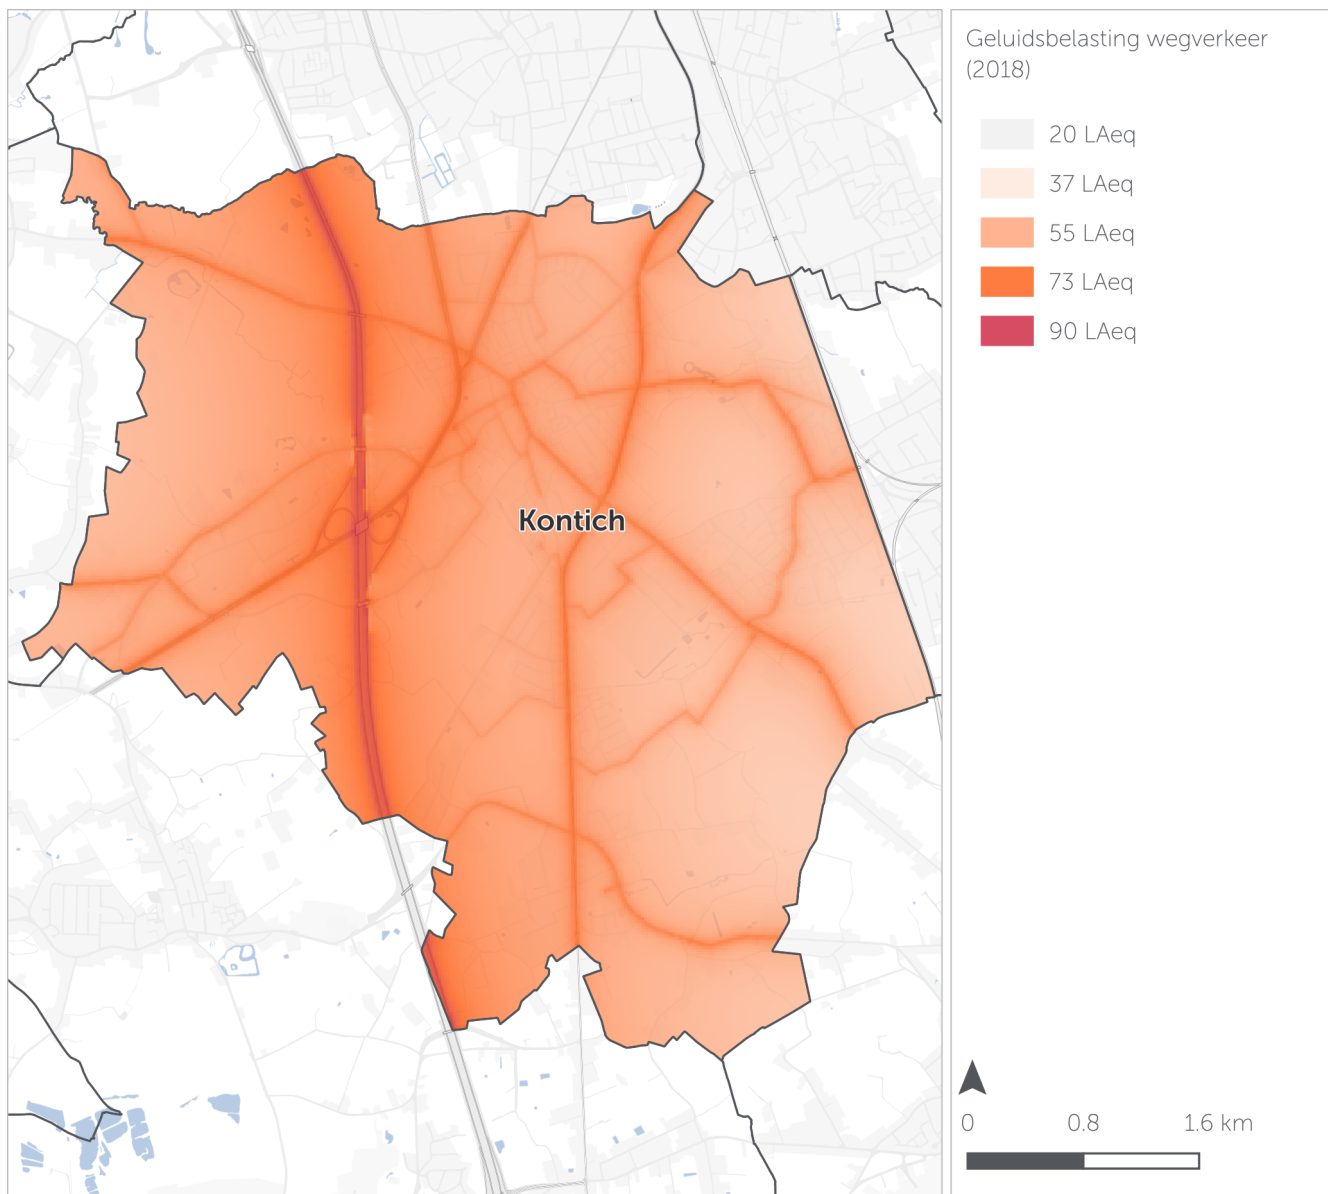 Geluidsbelasting wegverkeer
(2018)
20 LAeq
37 LAeq
55 LAeq
73 LAeq
90 LAeq
Kontich
0 0.8 1.6 km